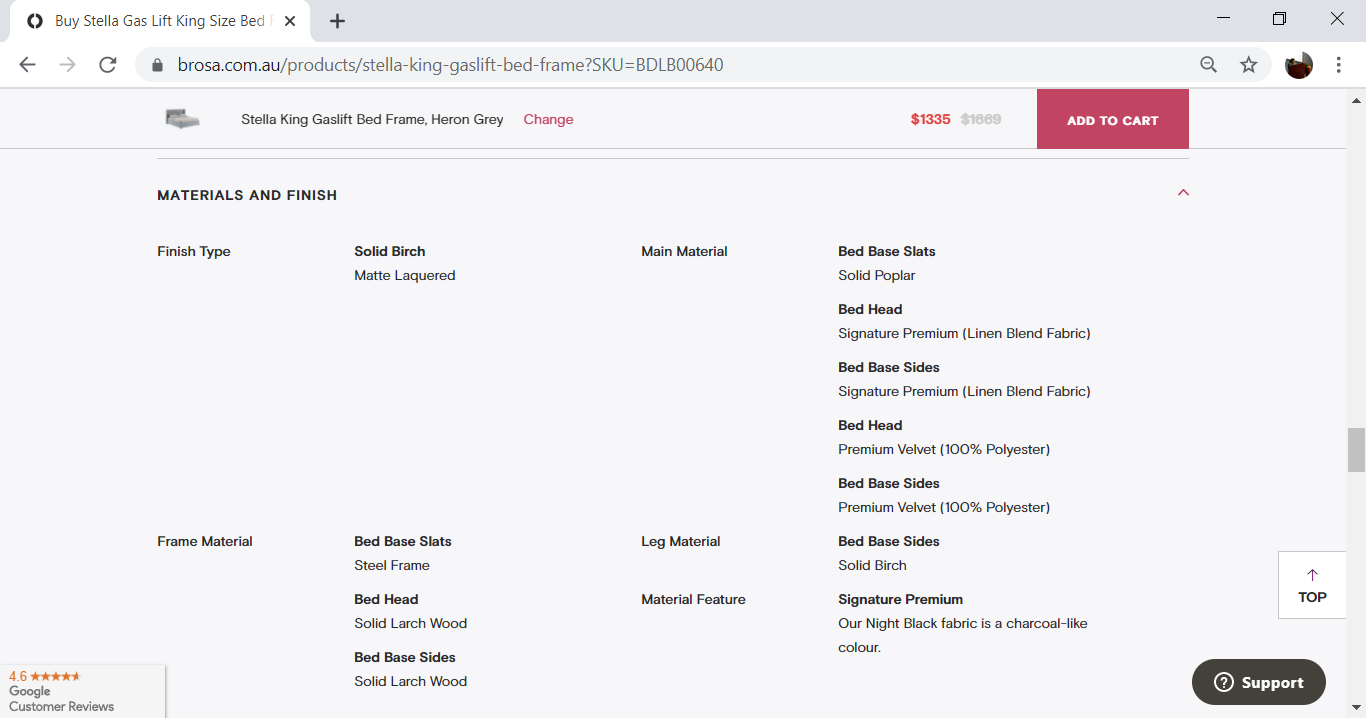 Buy Stella Gas Lift King Size Bed F
brosa.com.au/products/stella-king-gaslift-bed-frame?SKU=BDLB00640
Stella King Gaslift Bed Frame, Heron Grey Change $1335 $1669 ADD TO CART
MATERIALS AND FINISH
Finish Type
Solid Birch
Matte Laquered
Main Material
Bed Base Slats
Solid Poplar
Bed Head
Signature Premium (Linen Blend Fabric)
Bed Base Sides
Signature Premium (Linen Blend Fabric)
Bed Head
Premium Velvet (100% Polyester)
Bed Base Sides
Premium Velvet (100% Polyester)
Frame Material
Bed Base Slats
Steel Frame
Bed Head
Solid Larch Wood
Bed Base Sides
Solid Larch Wood
Leg Material
Bed Base Sides
Solid Birch
Material Feature
Signature Premium
Our Night Black fabric is a charcoal-like
colour.
TOP
4.6
Google
Customer Reviews
Support